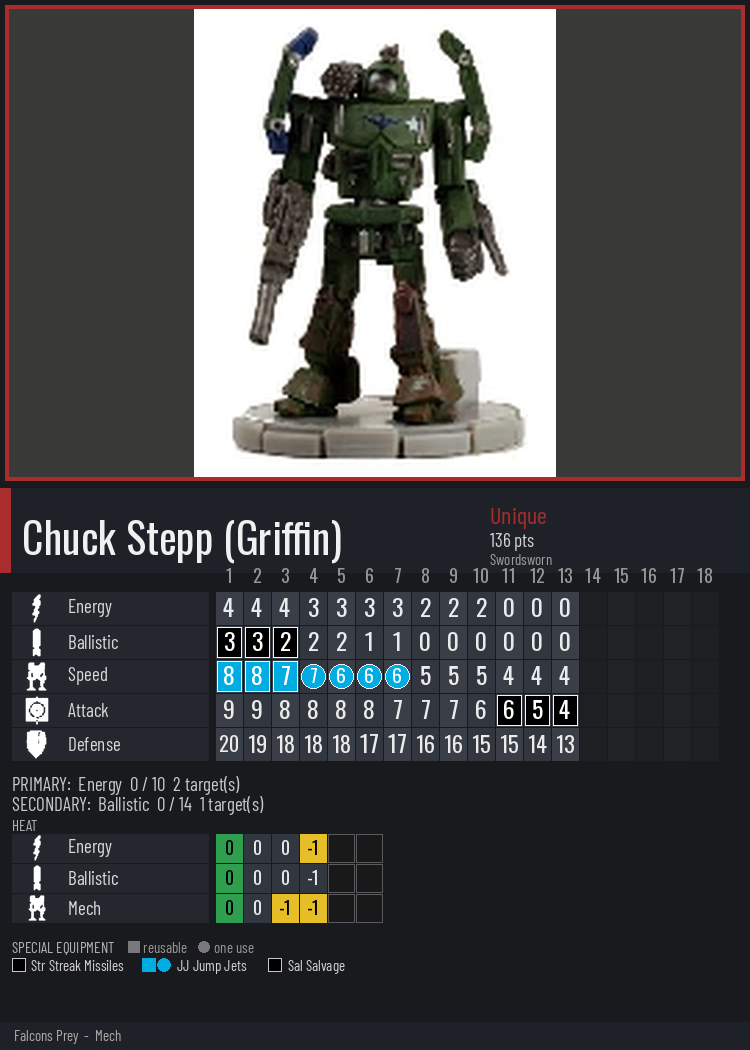 Chuck Stepp (Griffin)
Unique
136 pts
Swordsworn
1 2 3 4 5 6 7 8 9 10 11 12 13 14 15 16 17 18
Energy 4 4 4 3 3 3 3 2 2 2 0 0 0
Ballistic 3 3 2 2 2 1 1 0 0 0 0 0 0
Speed 8 8 7 7 6 6 6 5 5 5 4 4 4
Attack 9 9 8 8 8 8 7 7 7 6 6 5 4
Defense 20 19 18 18 18 17 17 16 16 15 15 14 13
PRIMARY: Energy 0 / 10 2 target(s)
SECONDARY: Ballistic 0 / 14 1 target(s)
HEAT
Energy 0 0 0 -1
Ballistic 0 0 0 -1
Mech 0 0 -1 -1
SPECIAL EQUIPMENT reusable one use
Str Streak Missiles JJ Jump Jets Sal Salvage
Falcons Prey - Mech